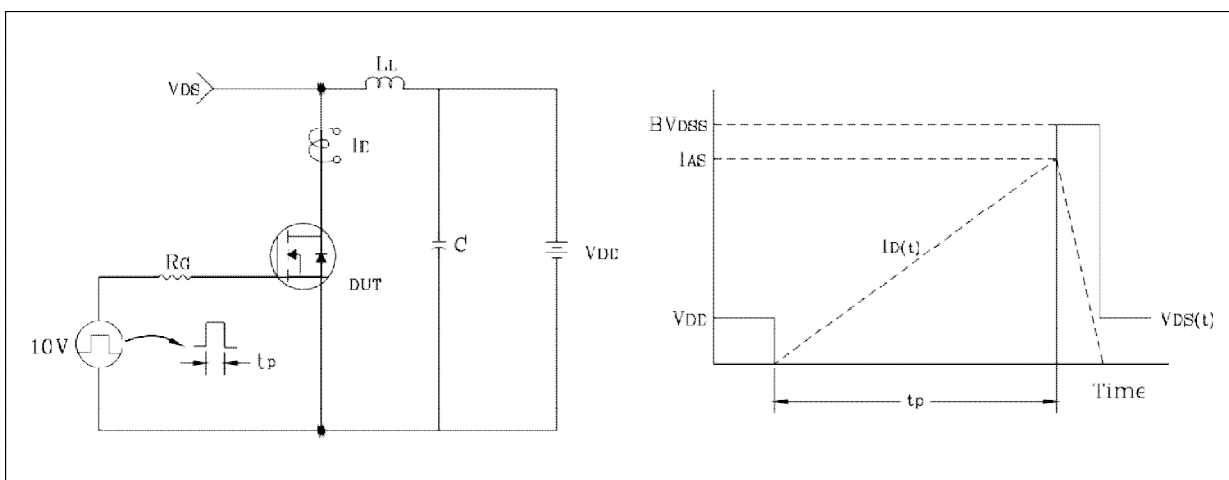 LL
VDS
ID
C
VDD
RG
DUT
10V
tp
BVDSS
IAS
ID(t)
VDD
VDS(t)
Time
tp